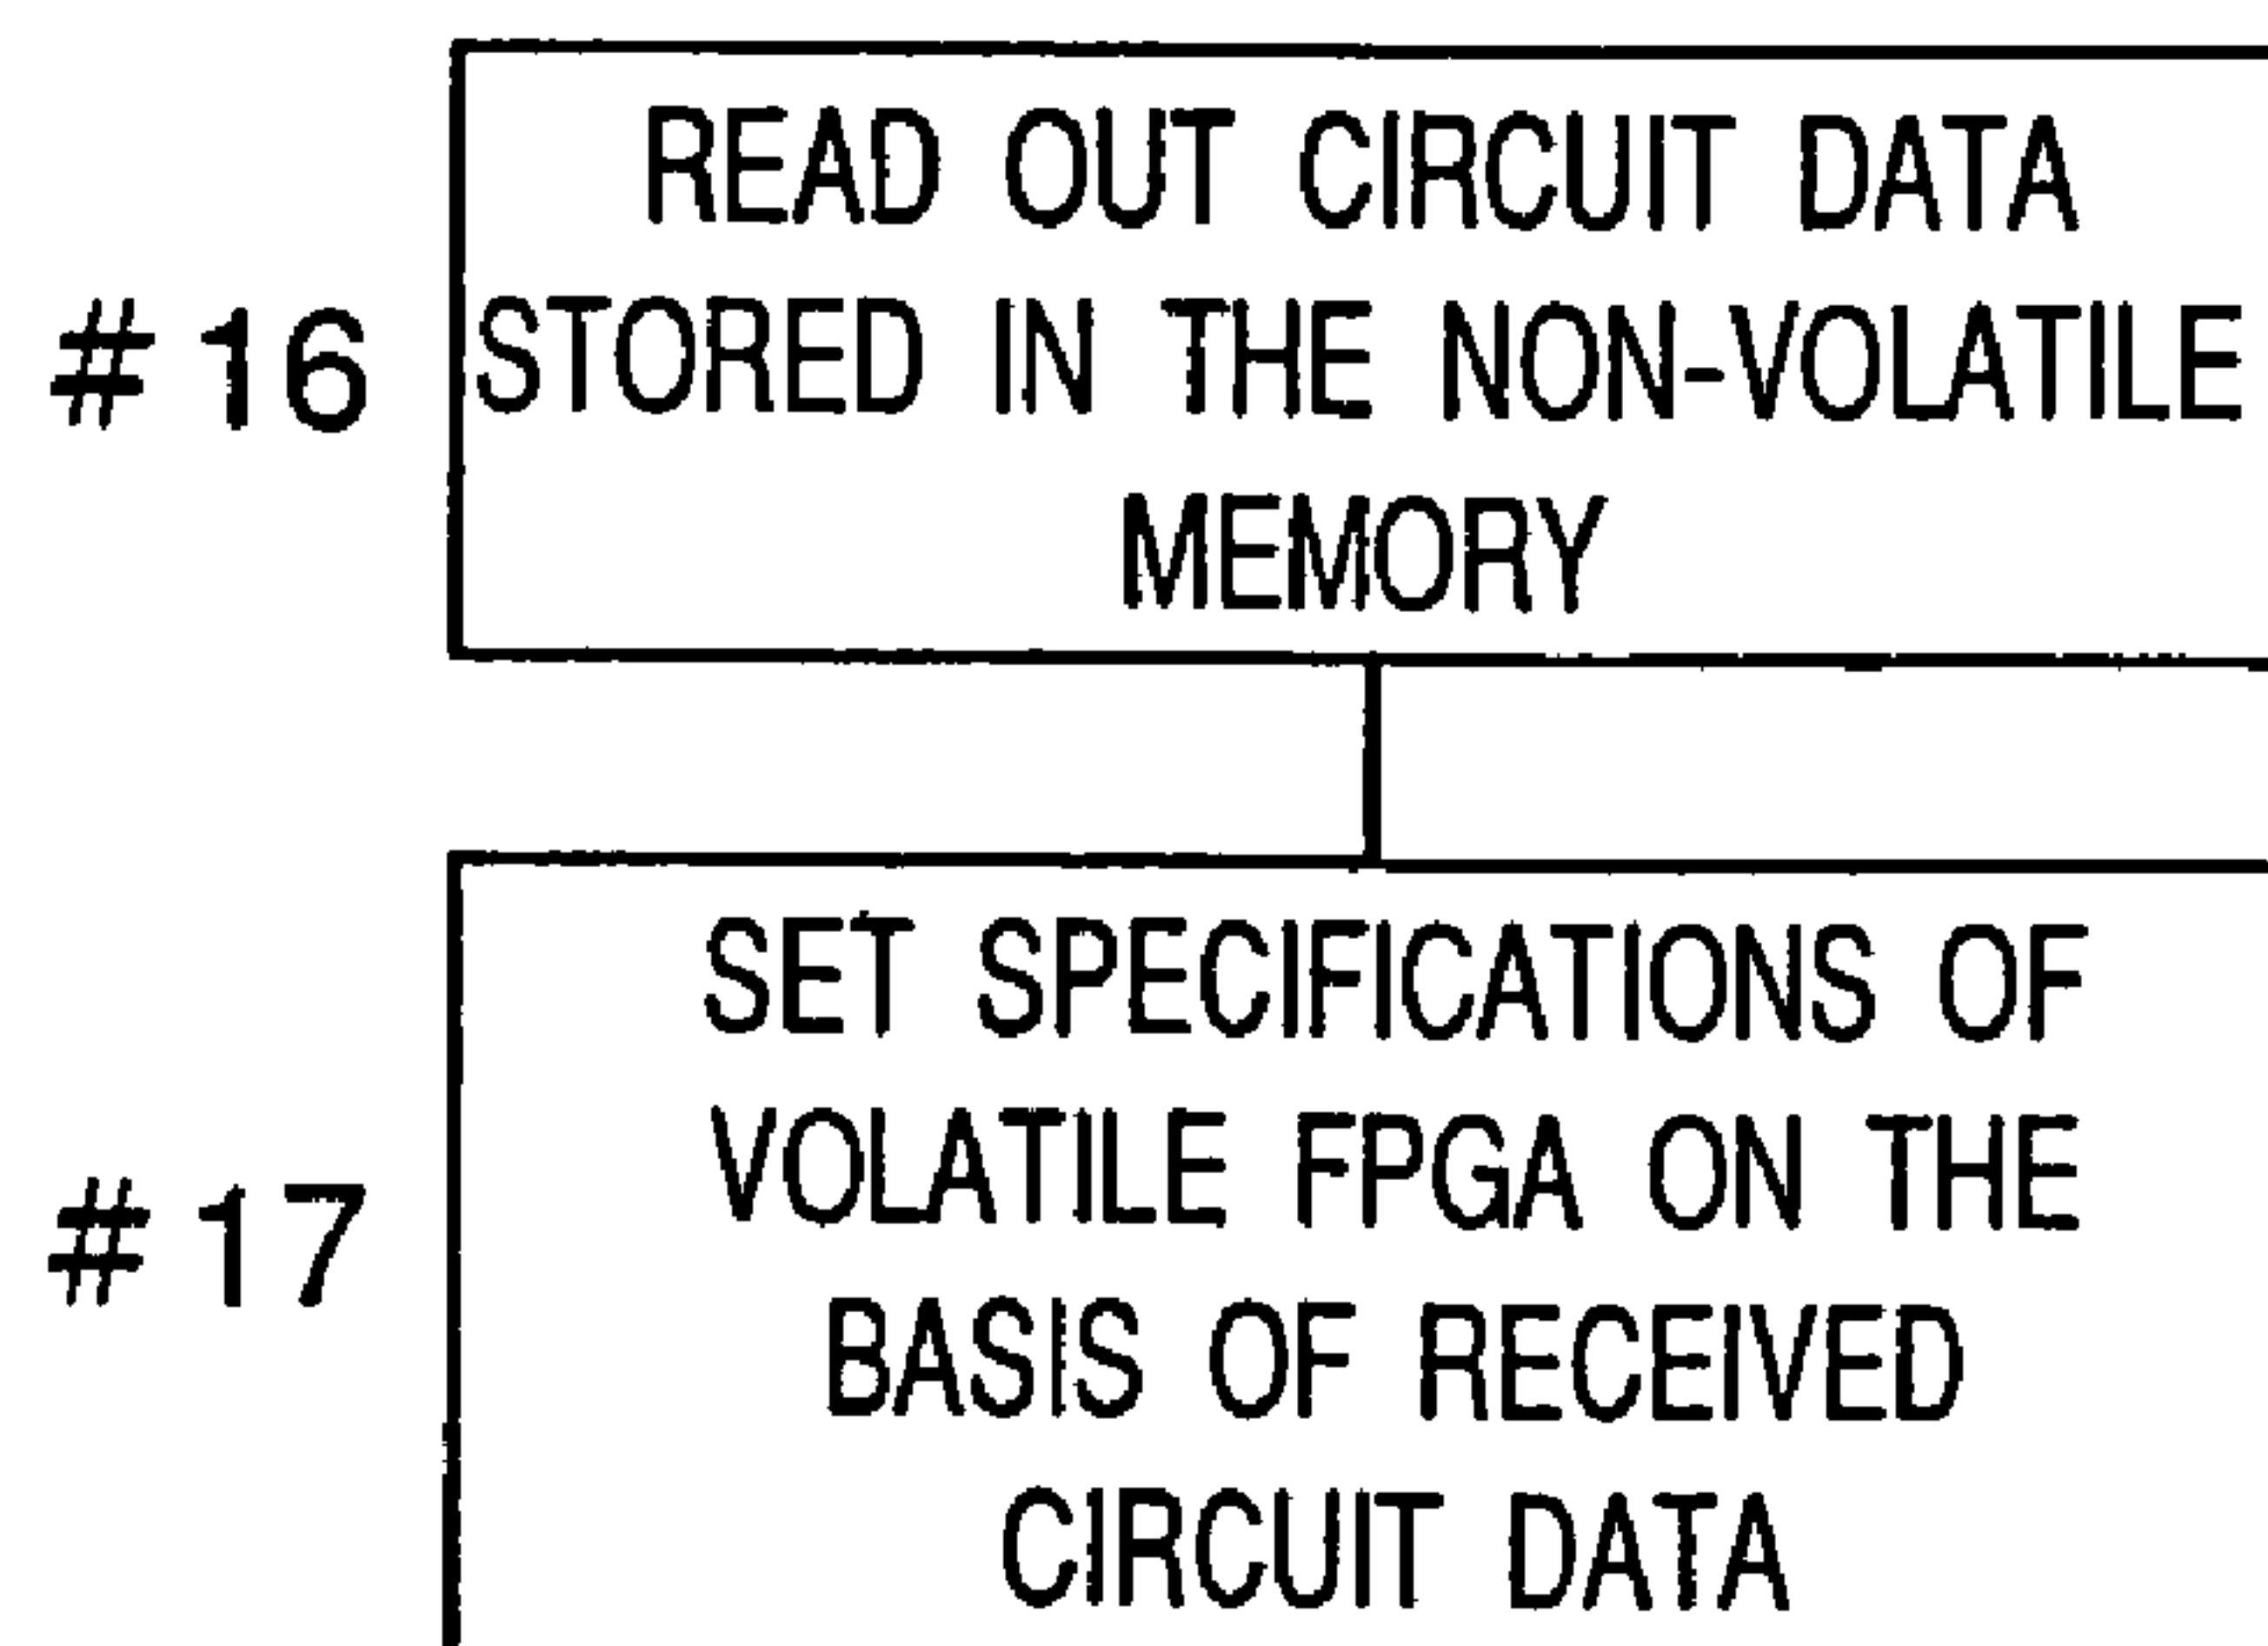 READ OUT CIRCUIT DATA
# 16 STORED IN THE NON-VOLATILE
MEMORY
SET SPECIFICATIONS OF
VOLATILE FPGA ON THE
# 17
BASIS OF RECEIVED
CIRCUIT DATA